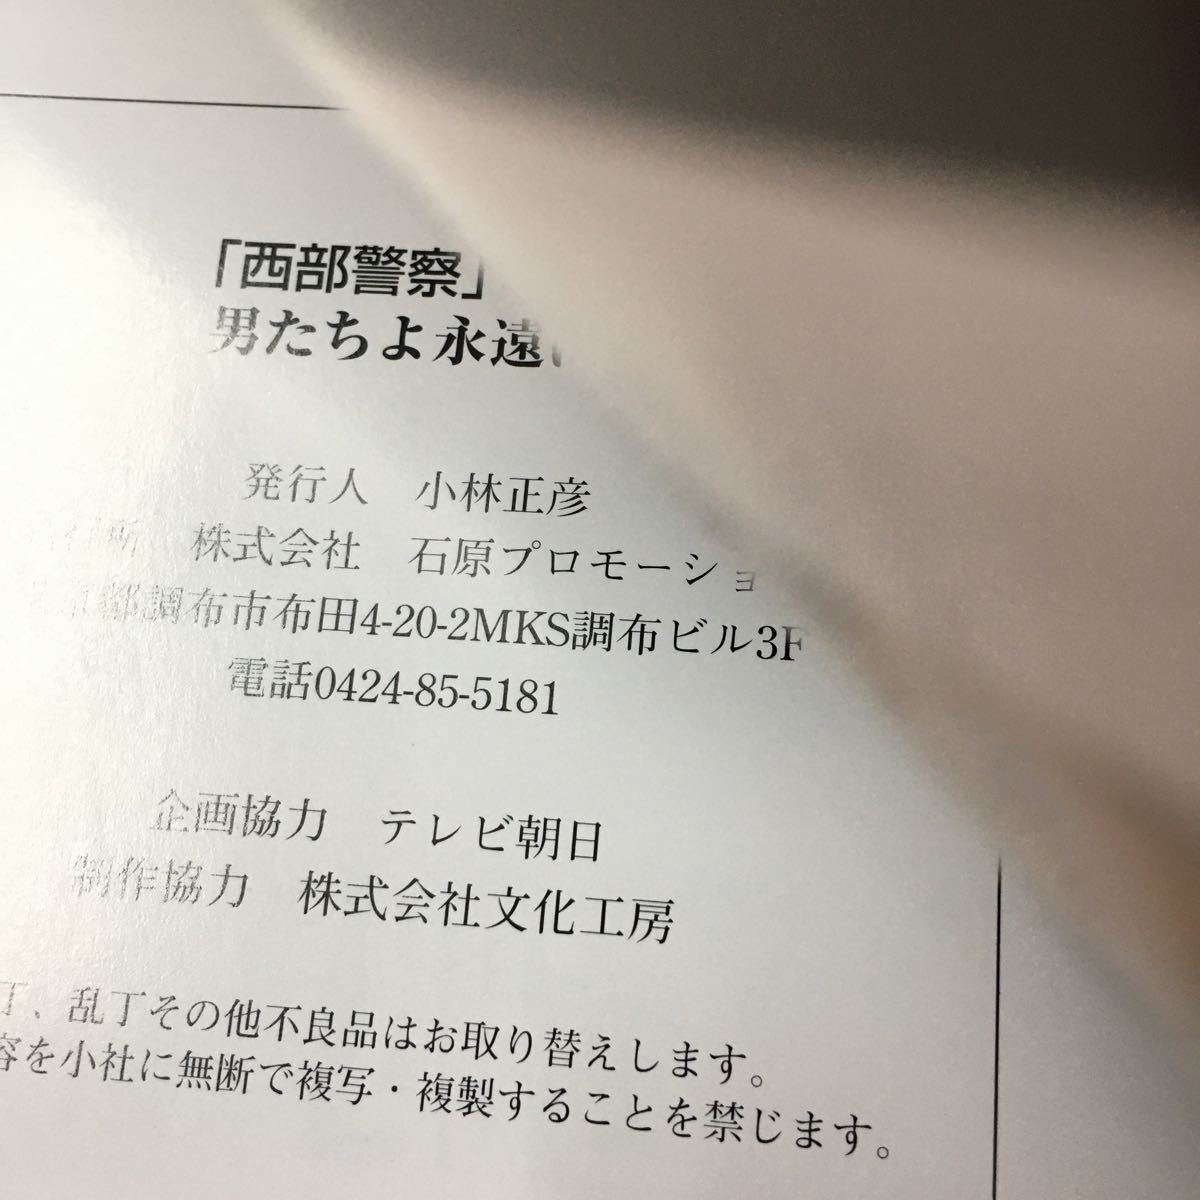 「西部警察」
男たちよ永遠に
発行人　小林正彦
株式会社　石原プロモーショ
京都調布市布田4-20-2MKS調布ビル3F
電話0424-85-5181
企画協力　テレビ朝日
制作協力　株式会社文化工房
丁、乱丁その他不良品はお取り替えします。
容を小社に無断で複写・複製することを禁じます。